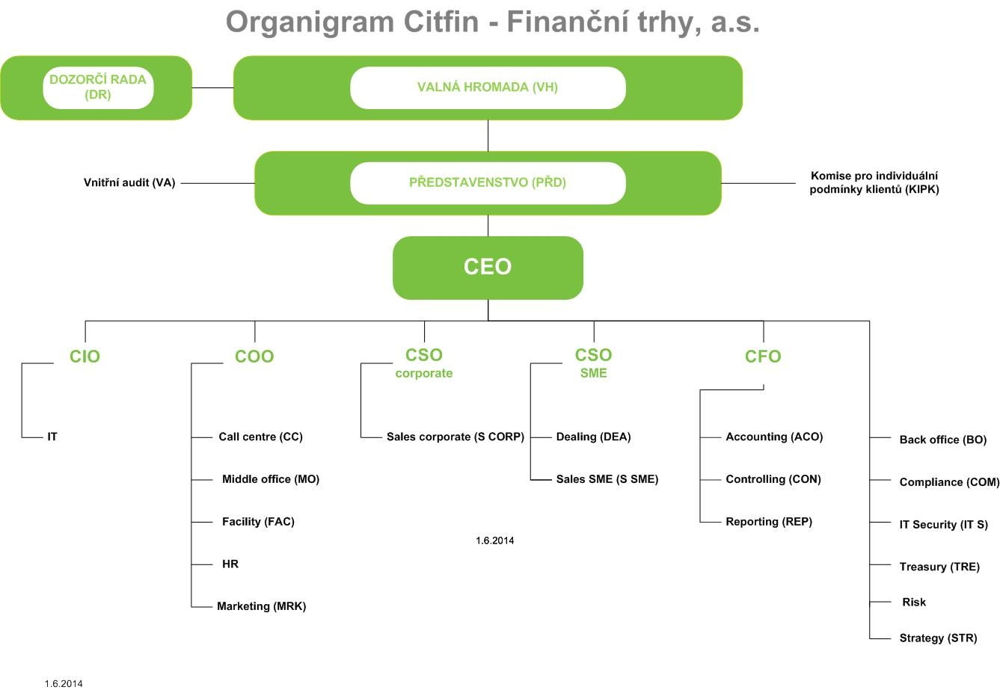 Organigram Citfin - Finanční trhy, a.s.
DOZORČÍ RADA
(DR)
VALNÁ HROMADA (VH)
Vnitřní audit (VA)
PŘEDSTAVENSTVO (PŘD)
Komise pro individuální
podmínky klientů (KIPK)
CEO
CIO
COO
CSO
corporate
CSO
SME
CFO
IT
Call centre (CC)
Sales corporate (S CORP)
Dealing (DEA)
Accounting (ACO)
Back office (BO)
Middle office (MO)
Sales SME (S SME)
Controlling (CON)
Compliance (COM)
Facility (FAC)
Reporting (REP)
IT Security (IT S)
1.6.2014
HR
Treasury (TRE)
Marketing (MRK)
Risk
Strategy (STR)
1.6.2014